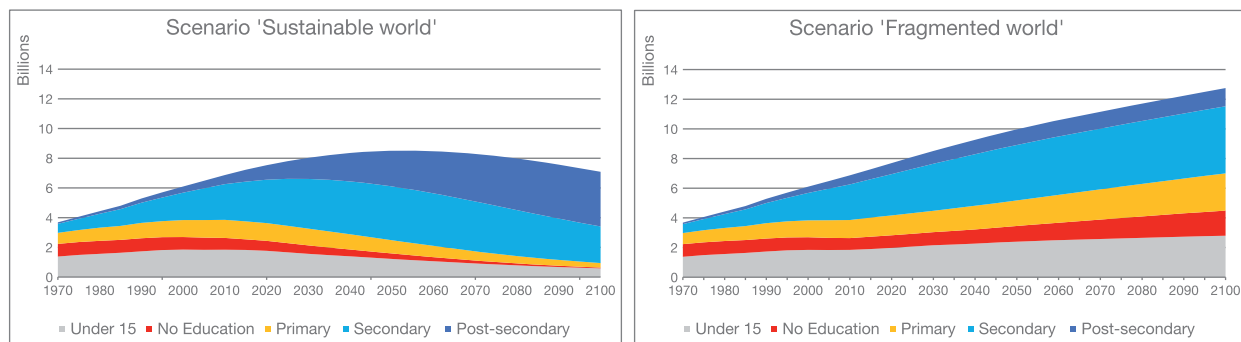 Scenario 'Sustainable world'
Billions
14
12
10
8
6
4
2
0
1970 1980 1990 2000 2010 2020 2030 2040 2050 2060 2070 2080 2090 2100
Under 15 No Education Primary Secondary Post-secondary
Scenario 'Fragmented world'
Billions
14
12
10
8
6
4
2
0
1970 1980 1990 2000 2010 2020 2030 2040 2050 2060 2070 2080 2090 2100
Under 15 No Education Primary Secondary Post-secondary